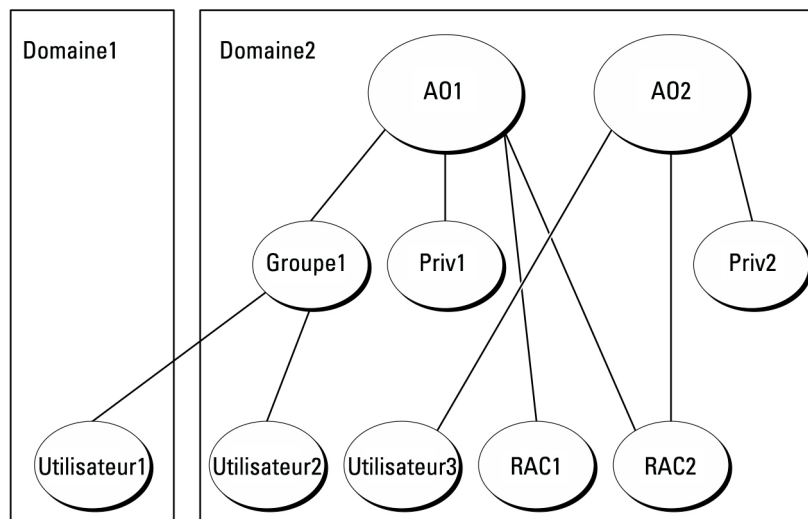 Domaine1
Domaine2
AO1
AO2
Groupe1
Priv1
Priv2
Utilisateur1
Utilisateur2
Utilisateur3
RAC1
RAC2